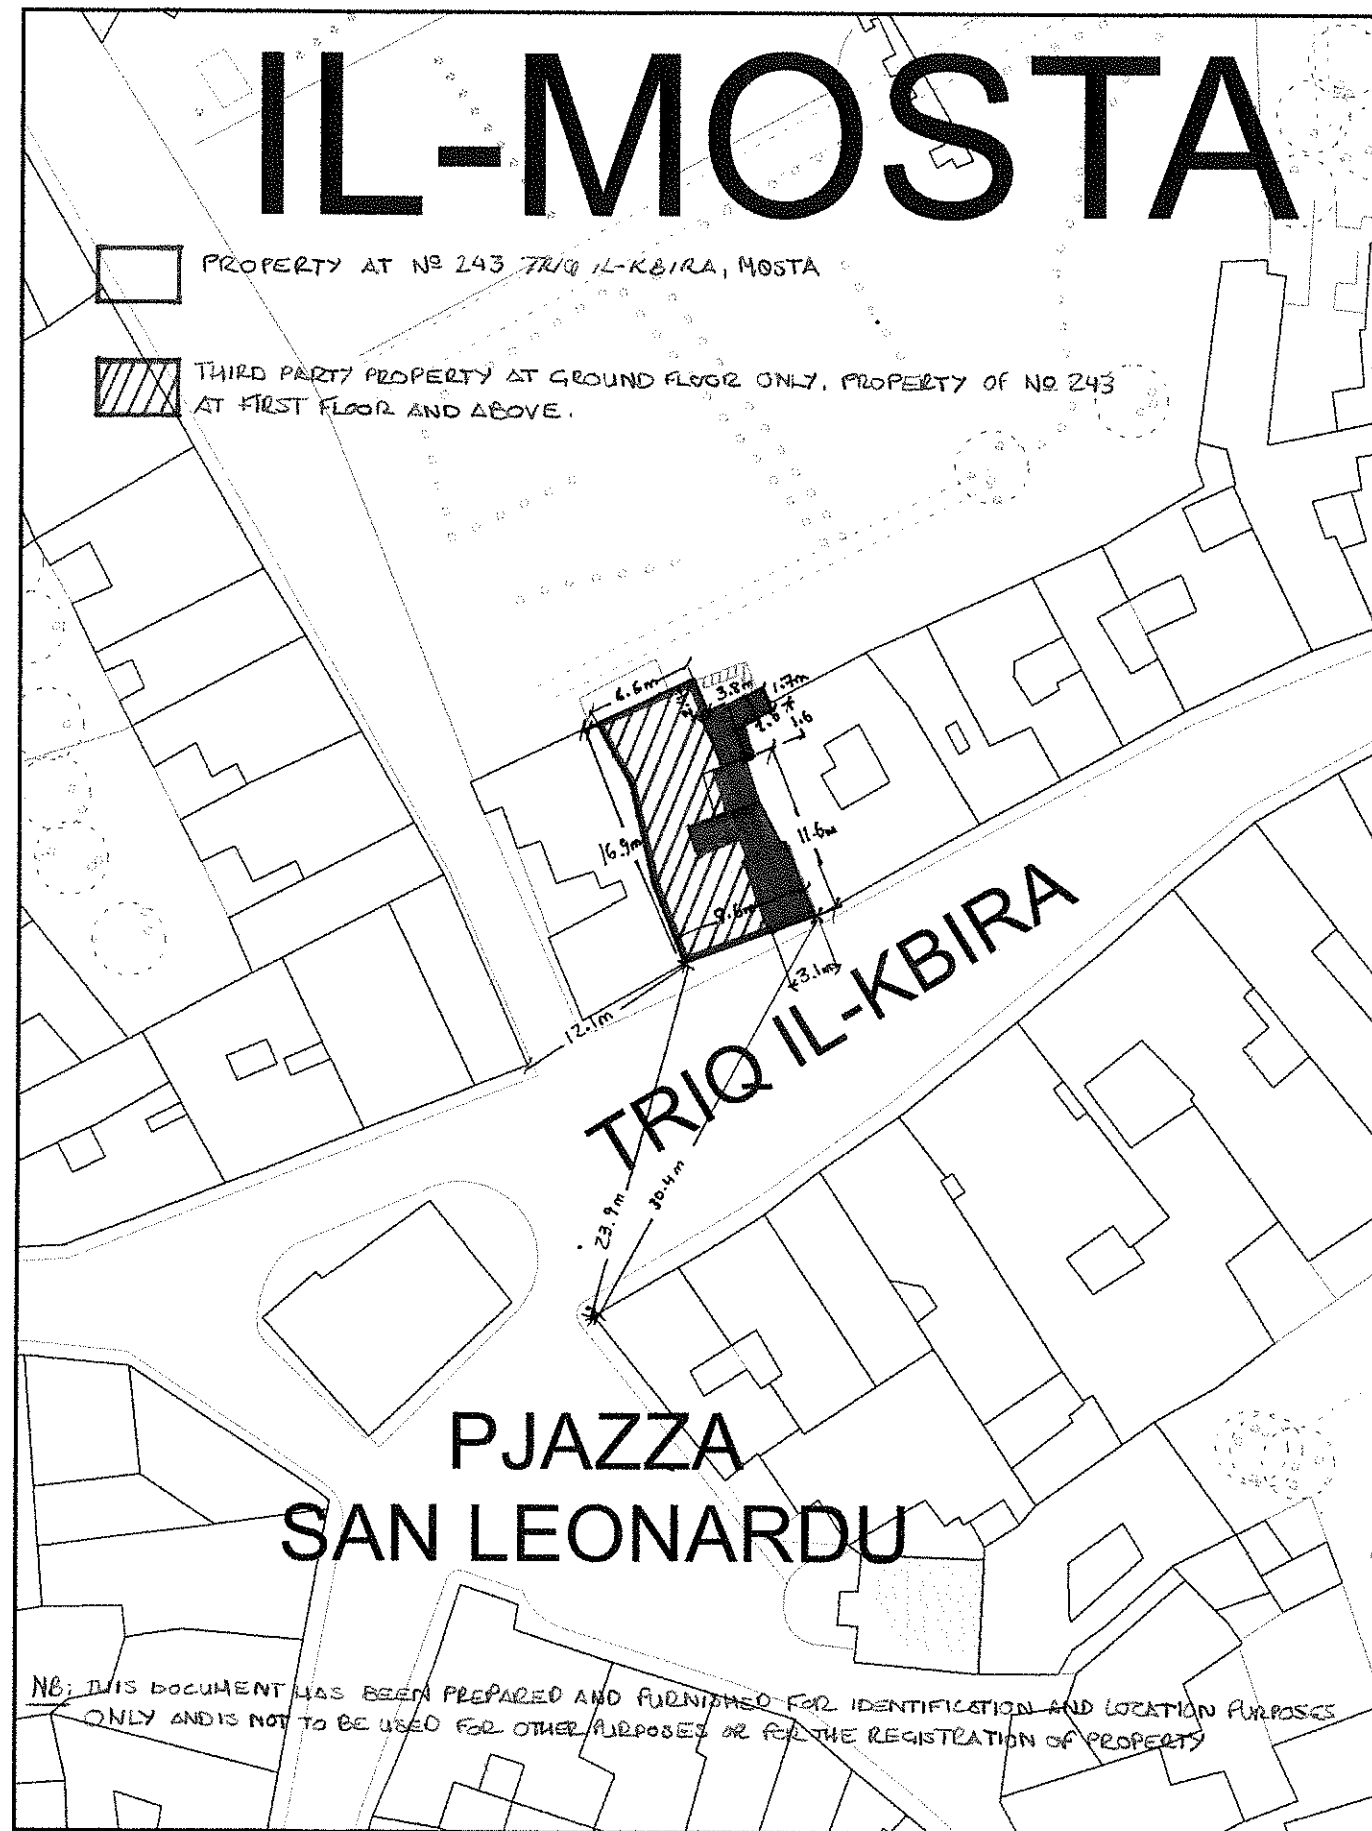 IL-MOSTA
PROPERTY AT Nº 243 TRIQ IL-KBIRA, MOSTA
THIRD PARTY PROPERTY AT GROUND FLOOR ONLY. PROPERTY OF Nº 243
AT FIRST FLOOR AND ABOVE.
6.6m
3.8m
1.7m
1.6
16.9m
11.6m
3.1m
12.1m
TRIQ IL-KBIRA
23.9m
30.4m
PJAZZA
SAN LEONARDU
NB: THIS DOCUMENT HAS BEEN PREPARED AND FURNISHED FOR IDENTIFICATION AND LOCATION PURPOSES
ONLY AND IS NOT TO BE USED FOR OTHER PURPOSES OR FOR THE REGISTRATION OF PROPERTY